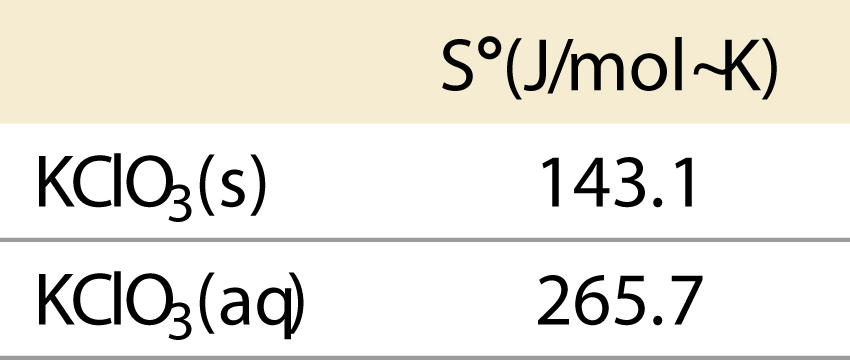 S°(J/mol~K)
KClO₃(s) 143.1
KClO₃(aq) 265.7